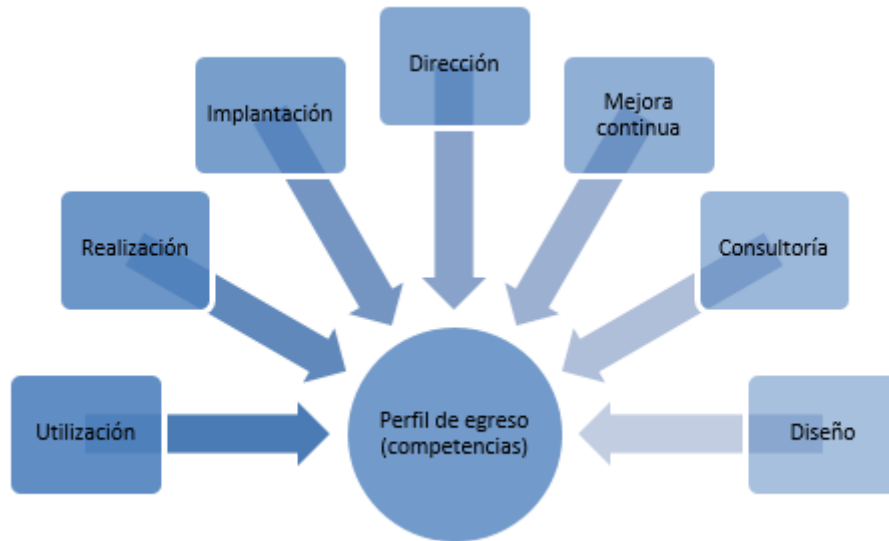 Dirección
Implantación
Mejora
continua
Realización
Consultoría
Utilización
Perfil de egreso
(competencias)
Diseño